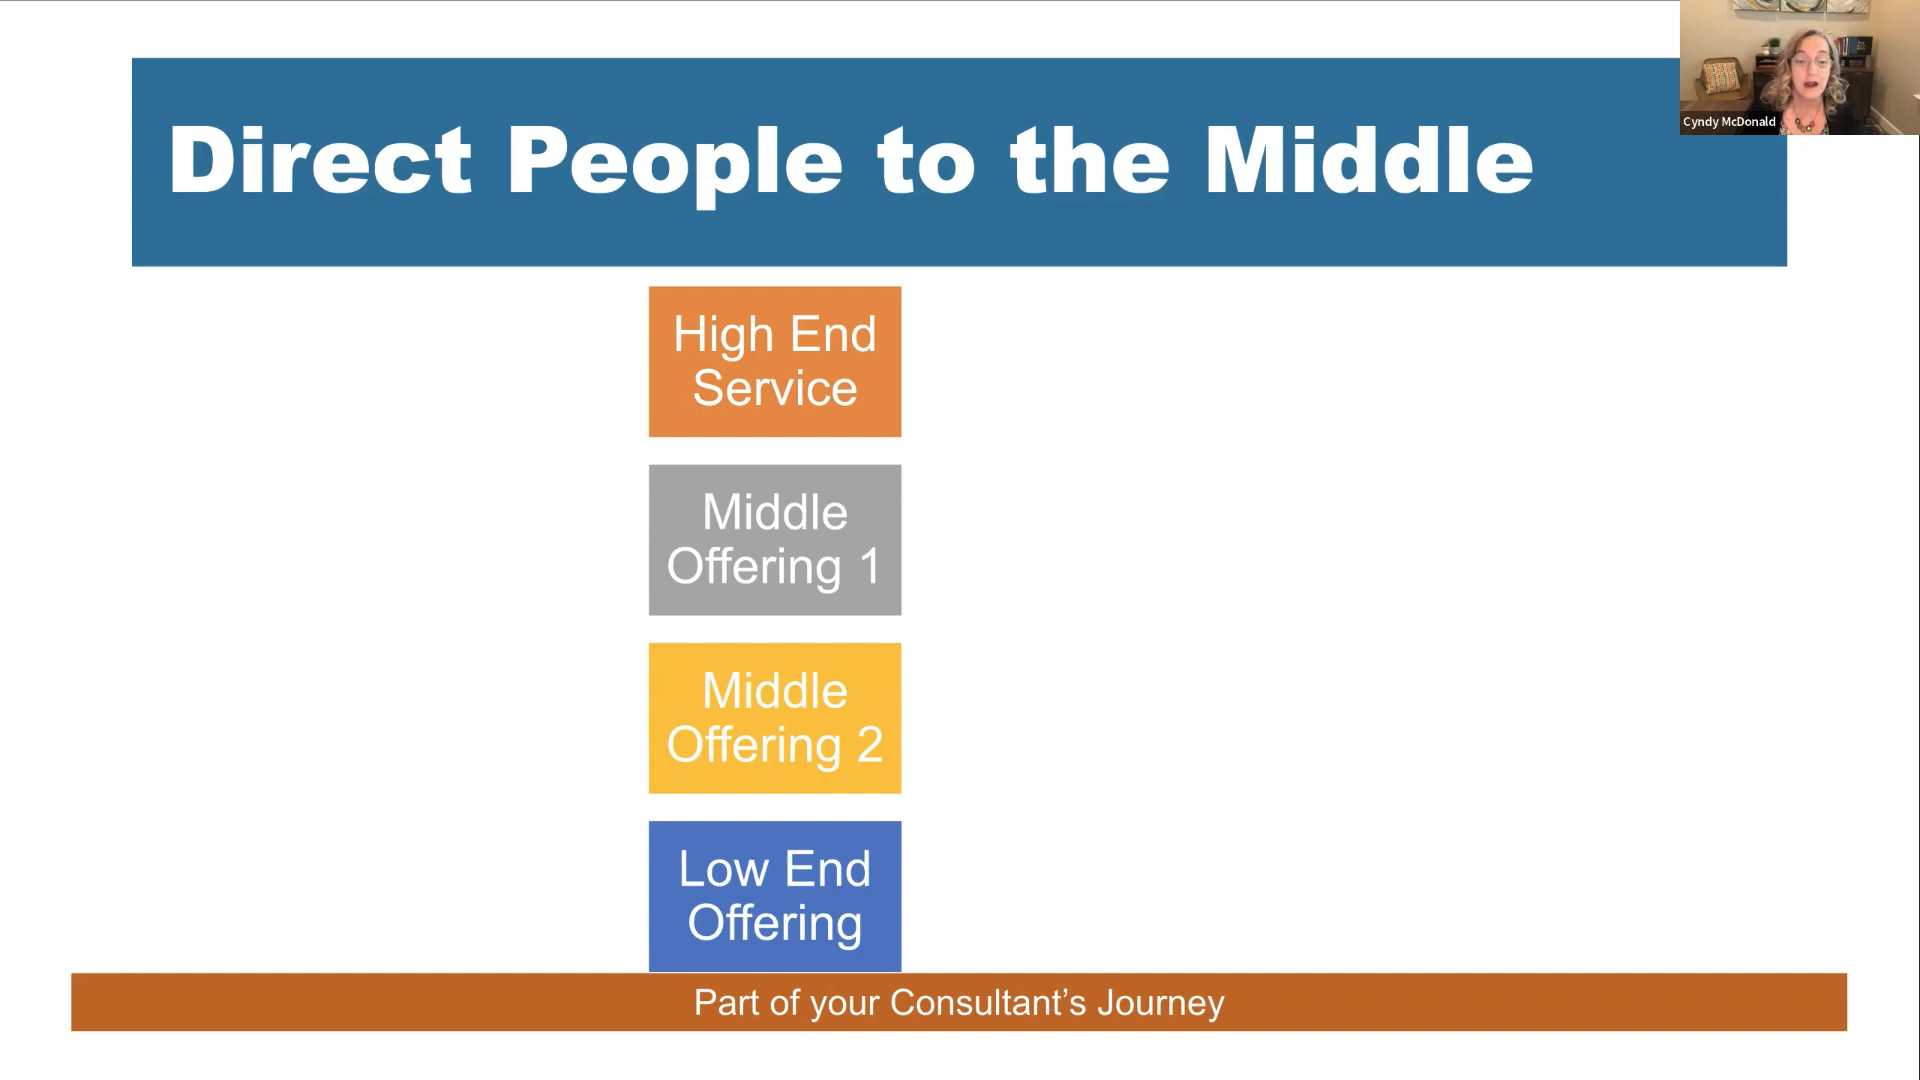 Direct People to the Middle
Cyndy McDonald
High End
Service
Middle
Offering 1
Middle
Offering 2
Low End
Offering
Part of your Consultant’s Journey